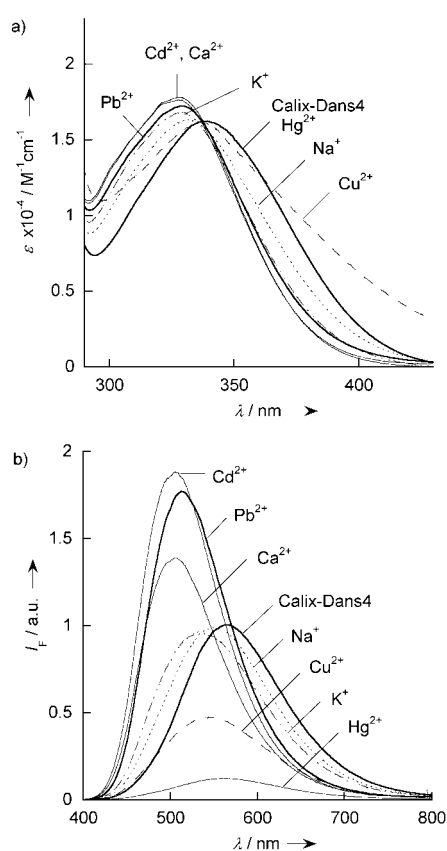 a)
2
Cd²⁺, Ca²⁺
K⁺
Pb²⁺
Calix-Dans4
Hg²⁺
1.5
Na⁺
Cu²⁺
1
0.5
0
ε x10⁻⁴ / M⁻¹cm⁻¹
300 350 400
λ / nm
b)
2
Cd²⁺
Pb²⁺
1.5
Ca²⁺
Calix-Dans4
1
Na⁺
Cu²⁺
K⁺
0.5
Hg²⁺
0
I_F / a.u.
400 500 600 700 800
λ / nm